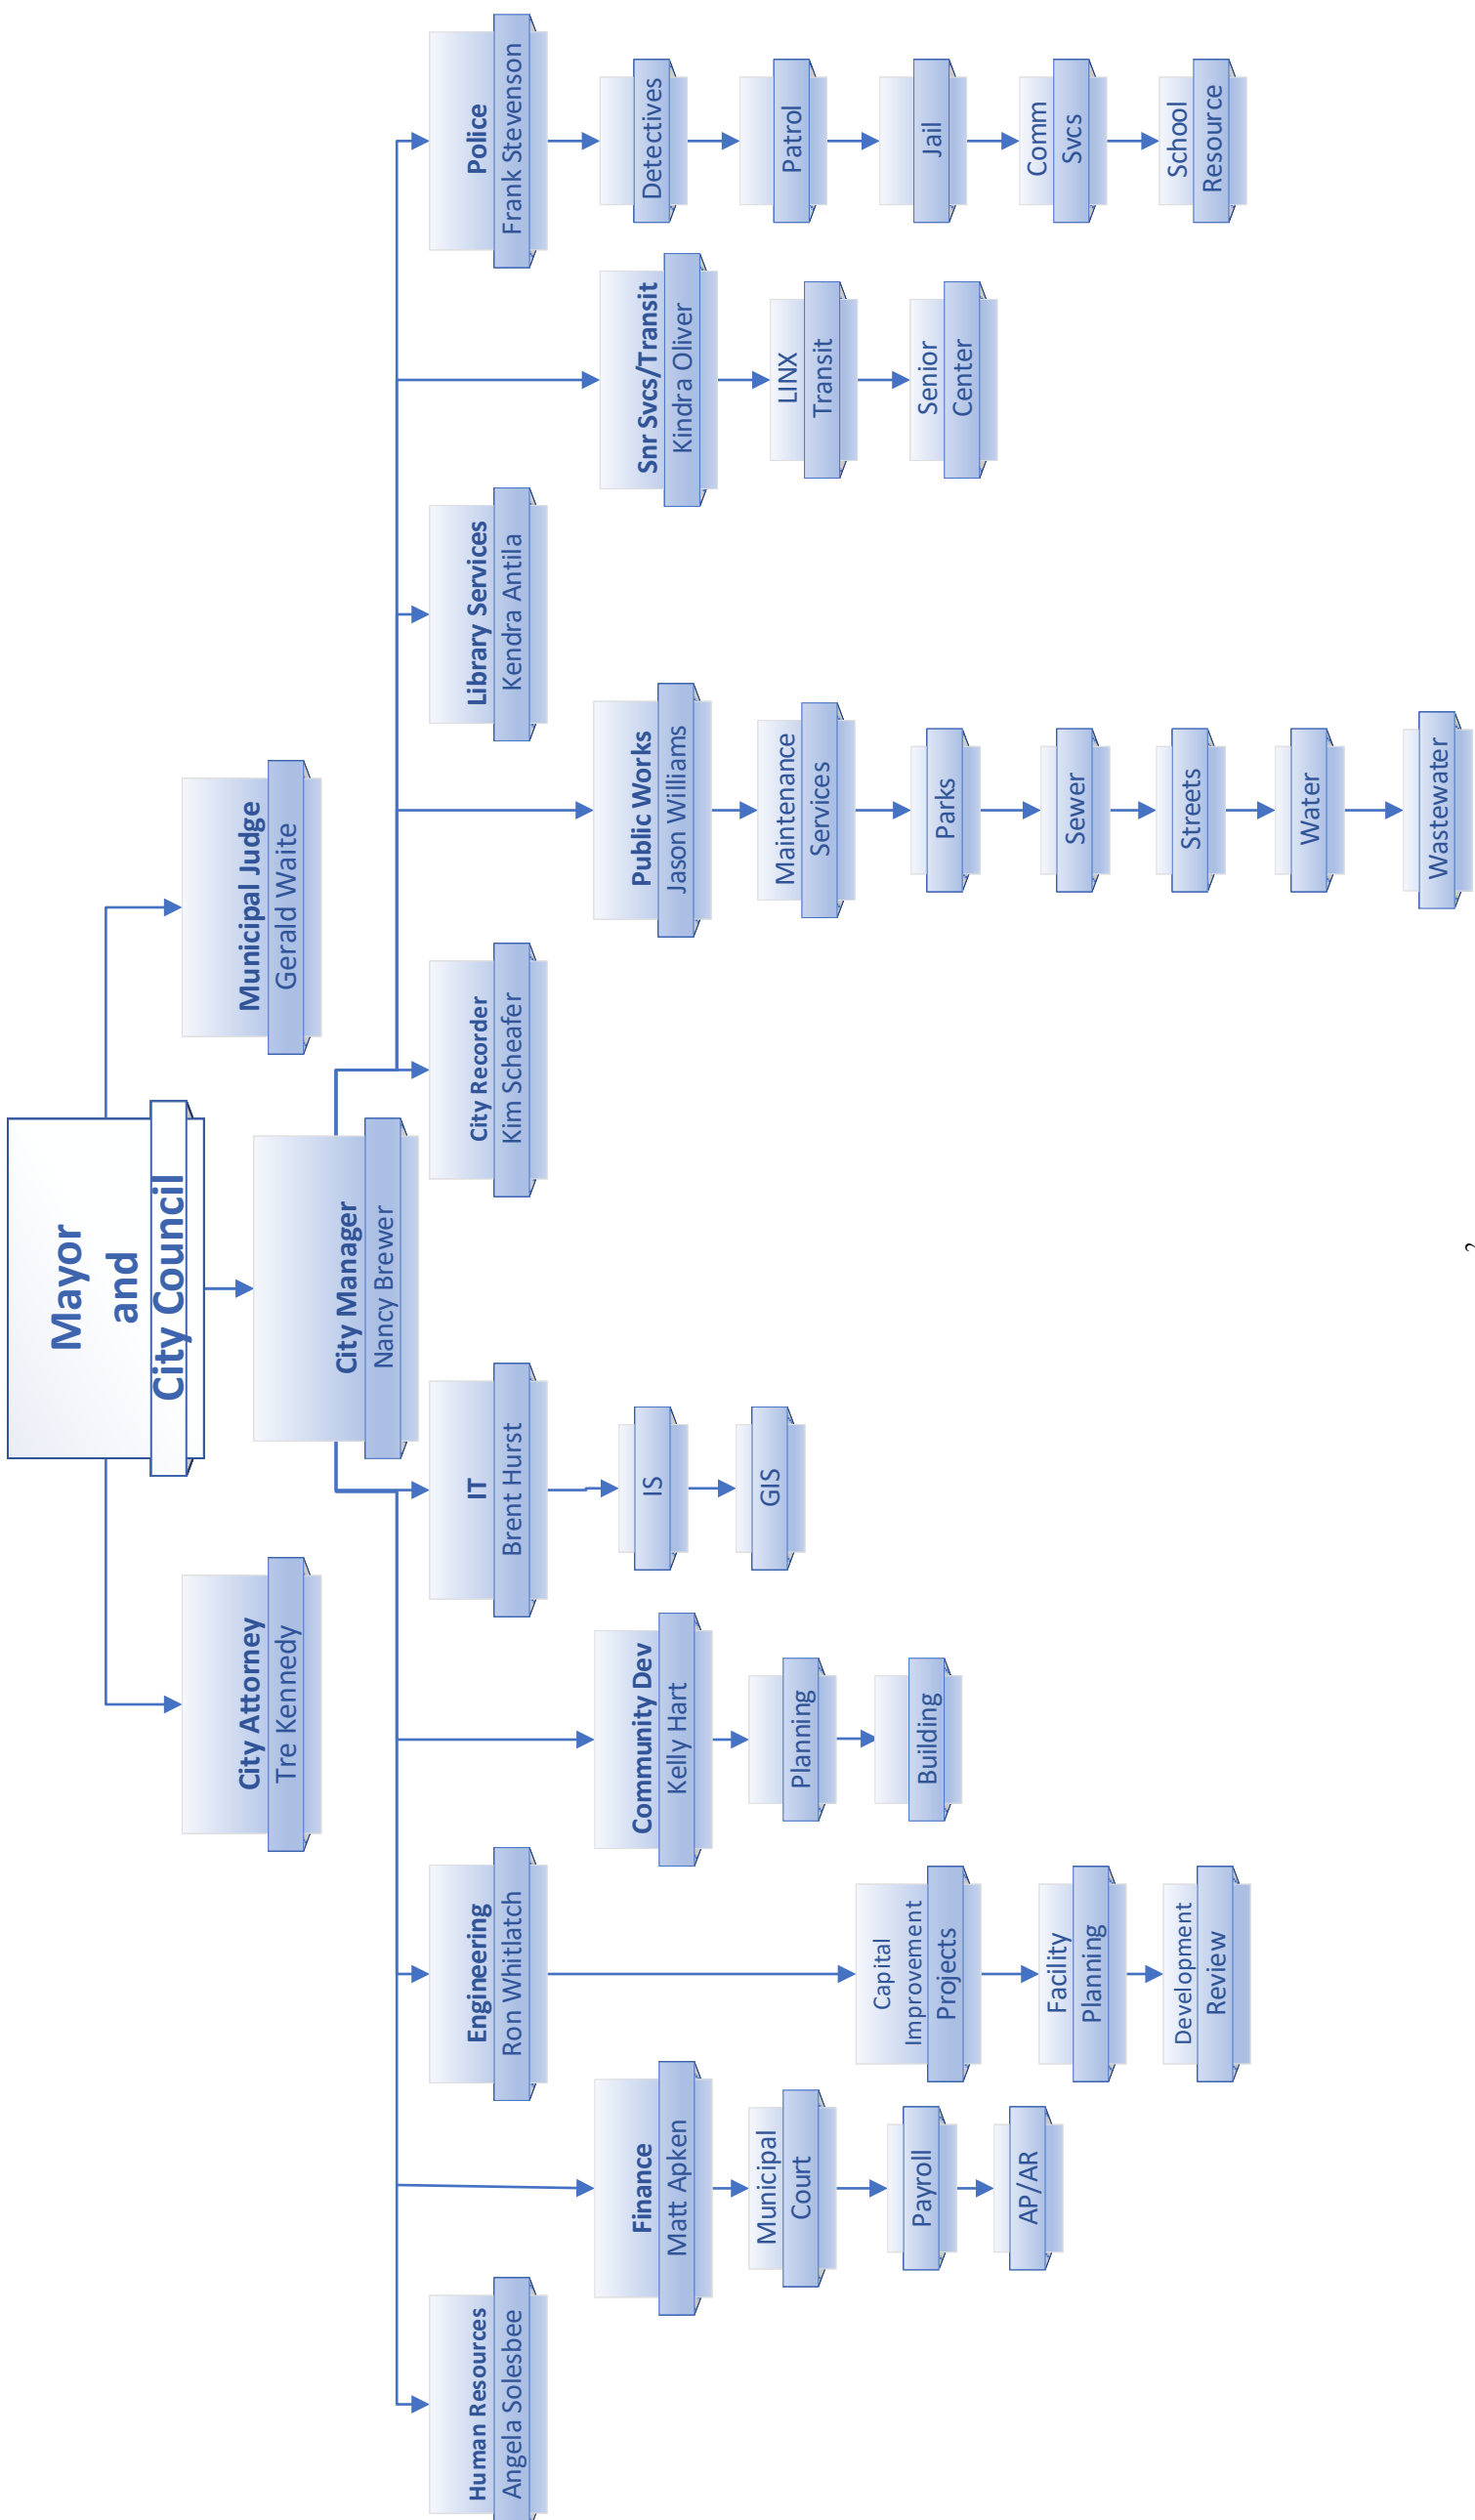 Mayor
and
City Council
City Attorney
Tre Kennedy
Municipal Judge
Gerald Waite
City Manager
Nancy Brewer
Human Resources
Angela Solesbee
Finance
Matt Apken
Municipal
Court
Payroll
AP/AR
Engineering
Ron Whitlatch
Capital
Improvement
Projects
Facility
Planning
Development
Review
Community Dev
Kelly Hart
Planning
Building
IT
Brent Hurst
IS
GIS
City Recorder
Kim Scheafer
Public Works
Jason Williams
Maintenance
Services
Parks
Sewer
Streets
Water
Wastewater
Library Services
Kendra Antila
Snr Svcs/Transit
Kindra Oliver
LINX
Transit
Senior
Center
Police
Frank Stevenson
Detectives
Patrol
Jail
Comm
Svcs
School
Resource